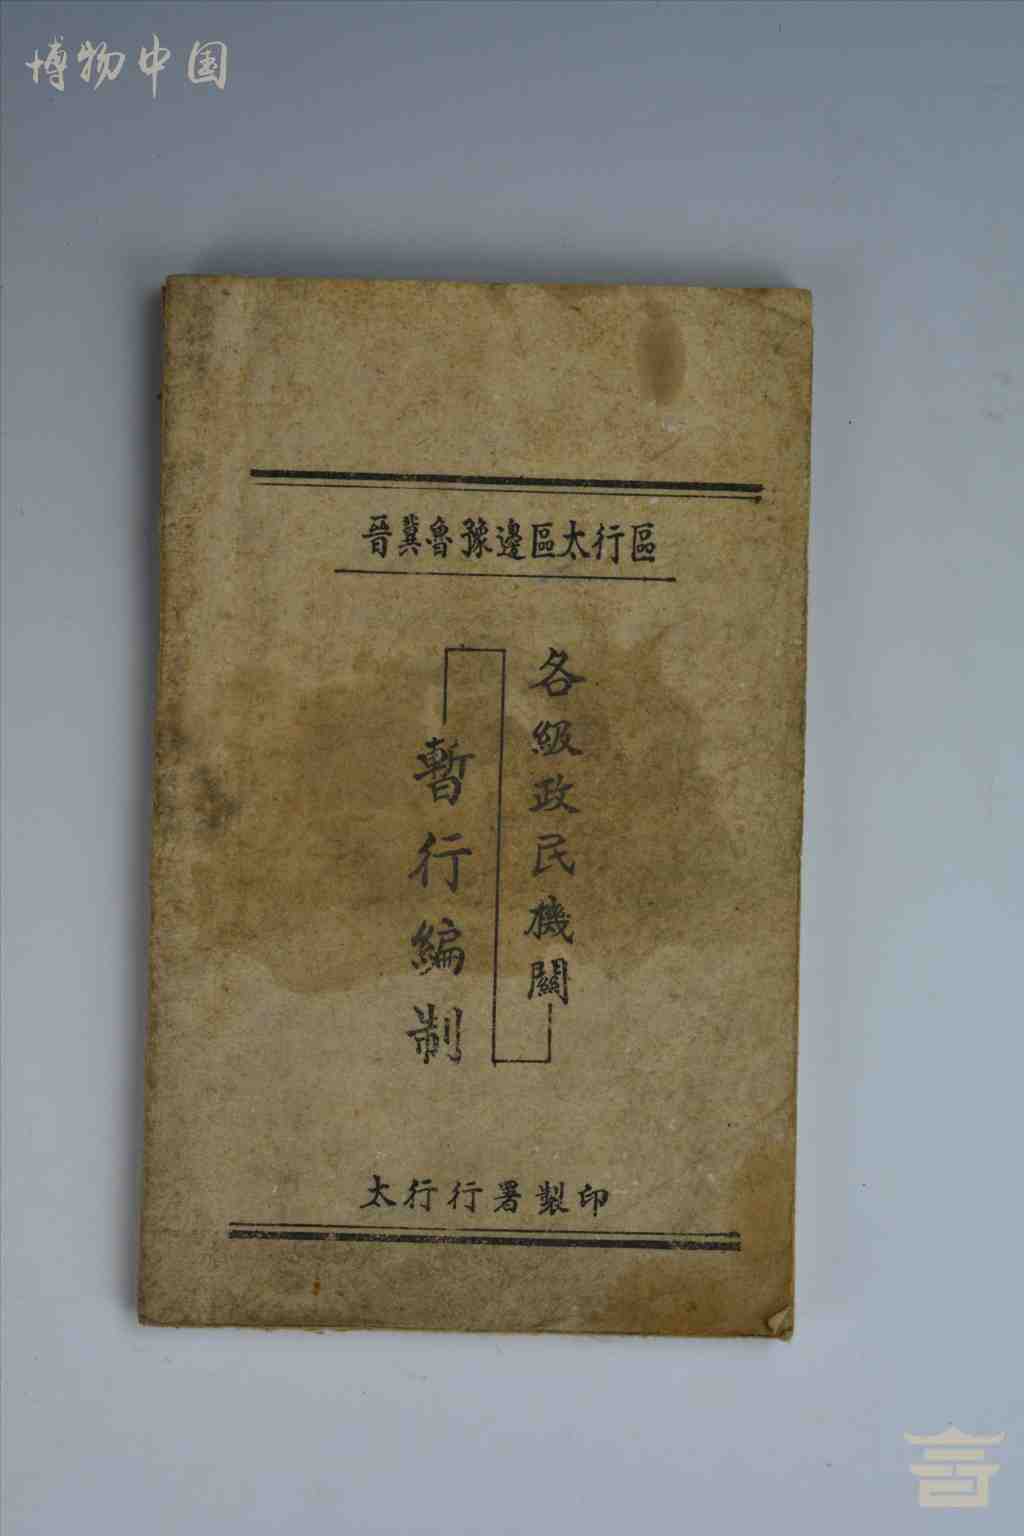 博物中国
晉冀魯豫邊區太行區
各級政民機關
暫行編制
太行行署製印